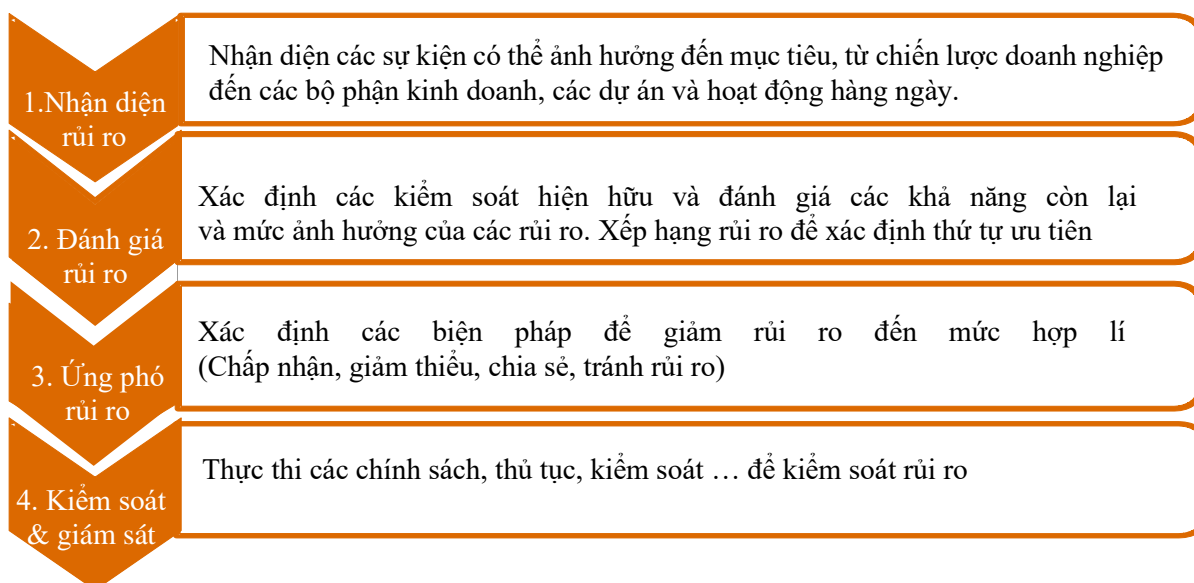 1.Nhận diện
rủi ro
Nhận diện các sự kiện có thể ảnh hưởng đến mục tiêu, từ chiến lược doanh nghiệp
đến các bộ phận kinh doanh, các dự án và hoạt động hàng ngày.
2. Đánh giá
rủi ro
Xác định các kiểm soát hiện hữu và đánh giá các khả năng còn lại
và mức ảnh hưởng của các rủi ro. Xếp hạng rủi ro để xác định thứ tự ưu tiên
3. Ứng phó
rủi ro
Xác định các biện pháp để giảm rủi ro đến mức hợp lí
(Chấp nhận, giảm thiểu, chia sẻ, tránh rủi ro)
4. Kiểm soát
& giám sát
Thực thi các chính sách, thủ tục, kiểm soát … để kiểm soát rủi ro